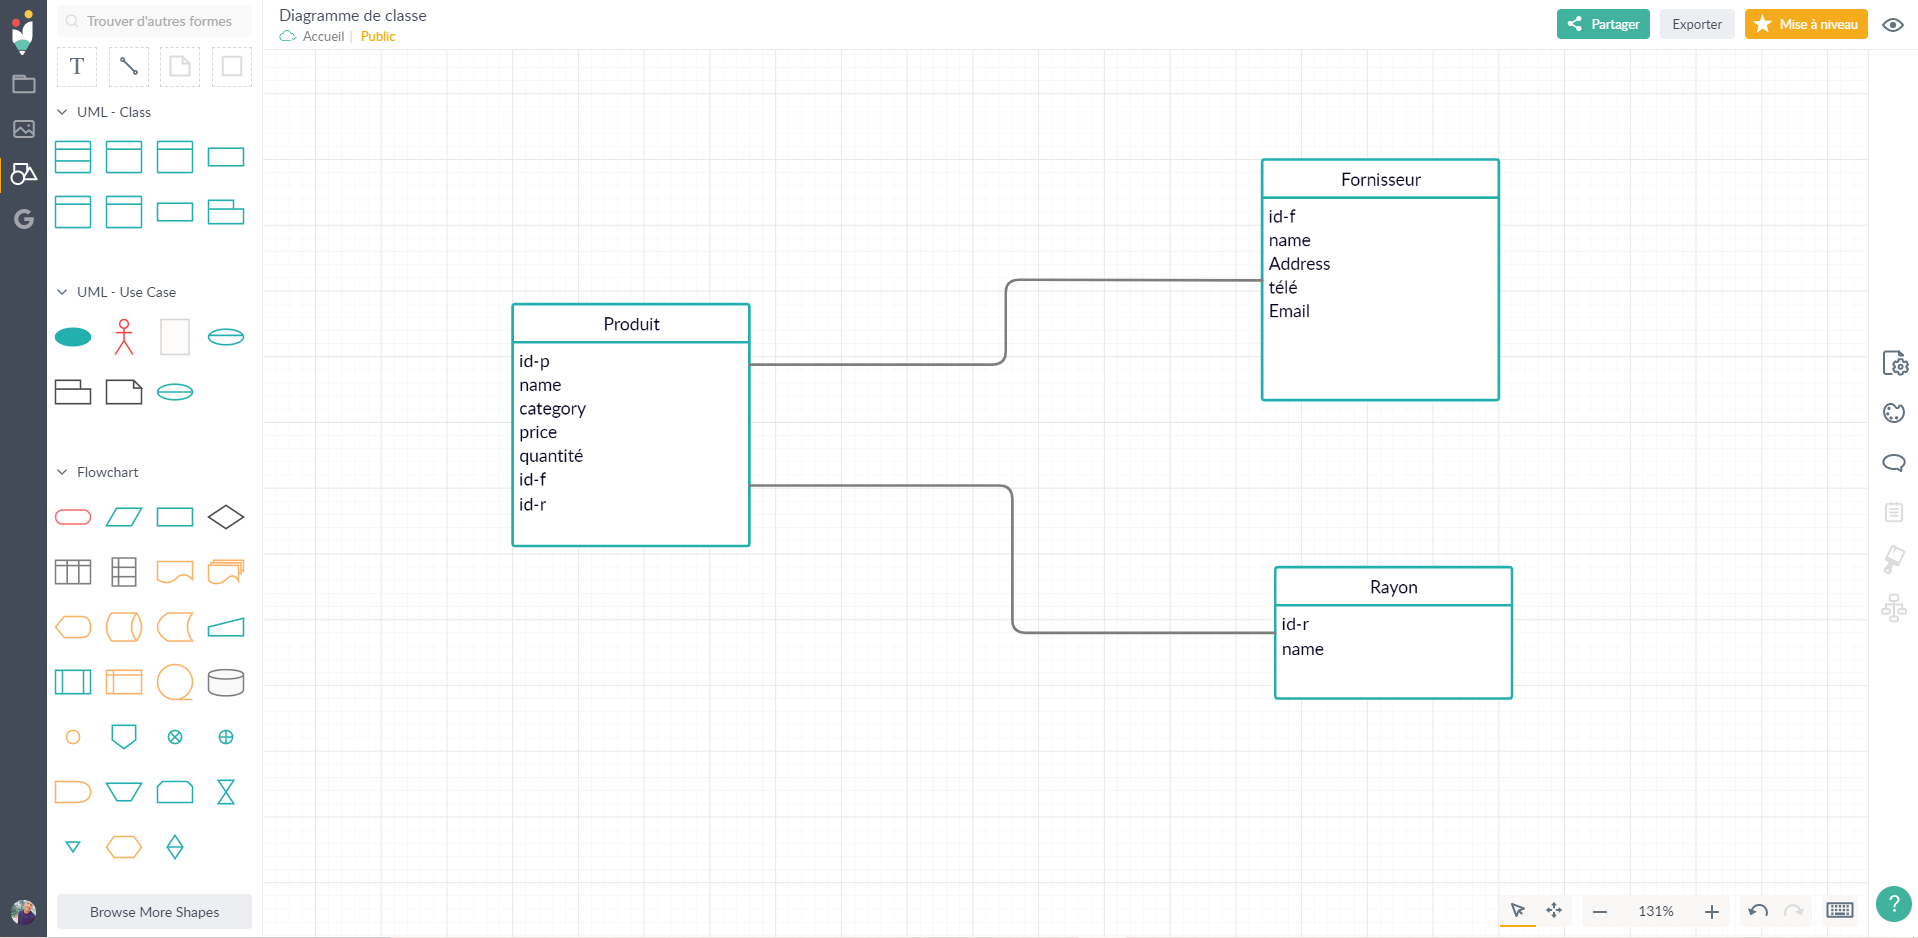 Trouver d'autres formes
T
UML - Class
UML - Use Case
Flowchart
Browse More Shapes
Diagramme de classe
Accueil | Public
Partager
Exporter
Mise à niveau
Produit
id-p
name
category
price
quantité
id-f
id-r
Fornisseur
id-f
name
Address
télé
Email
Rayon
id-r
name
131%
?
G